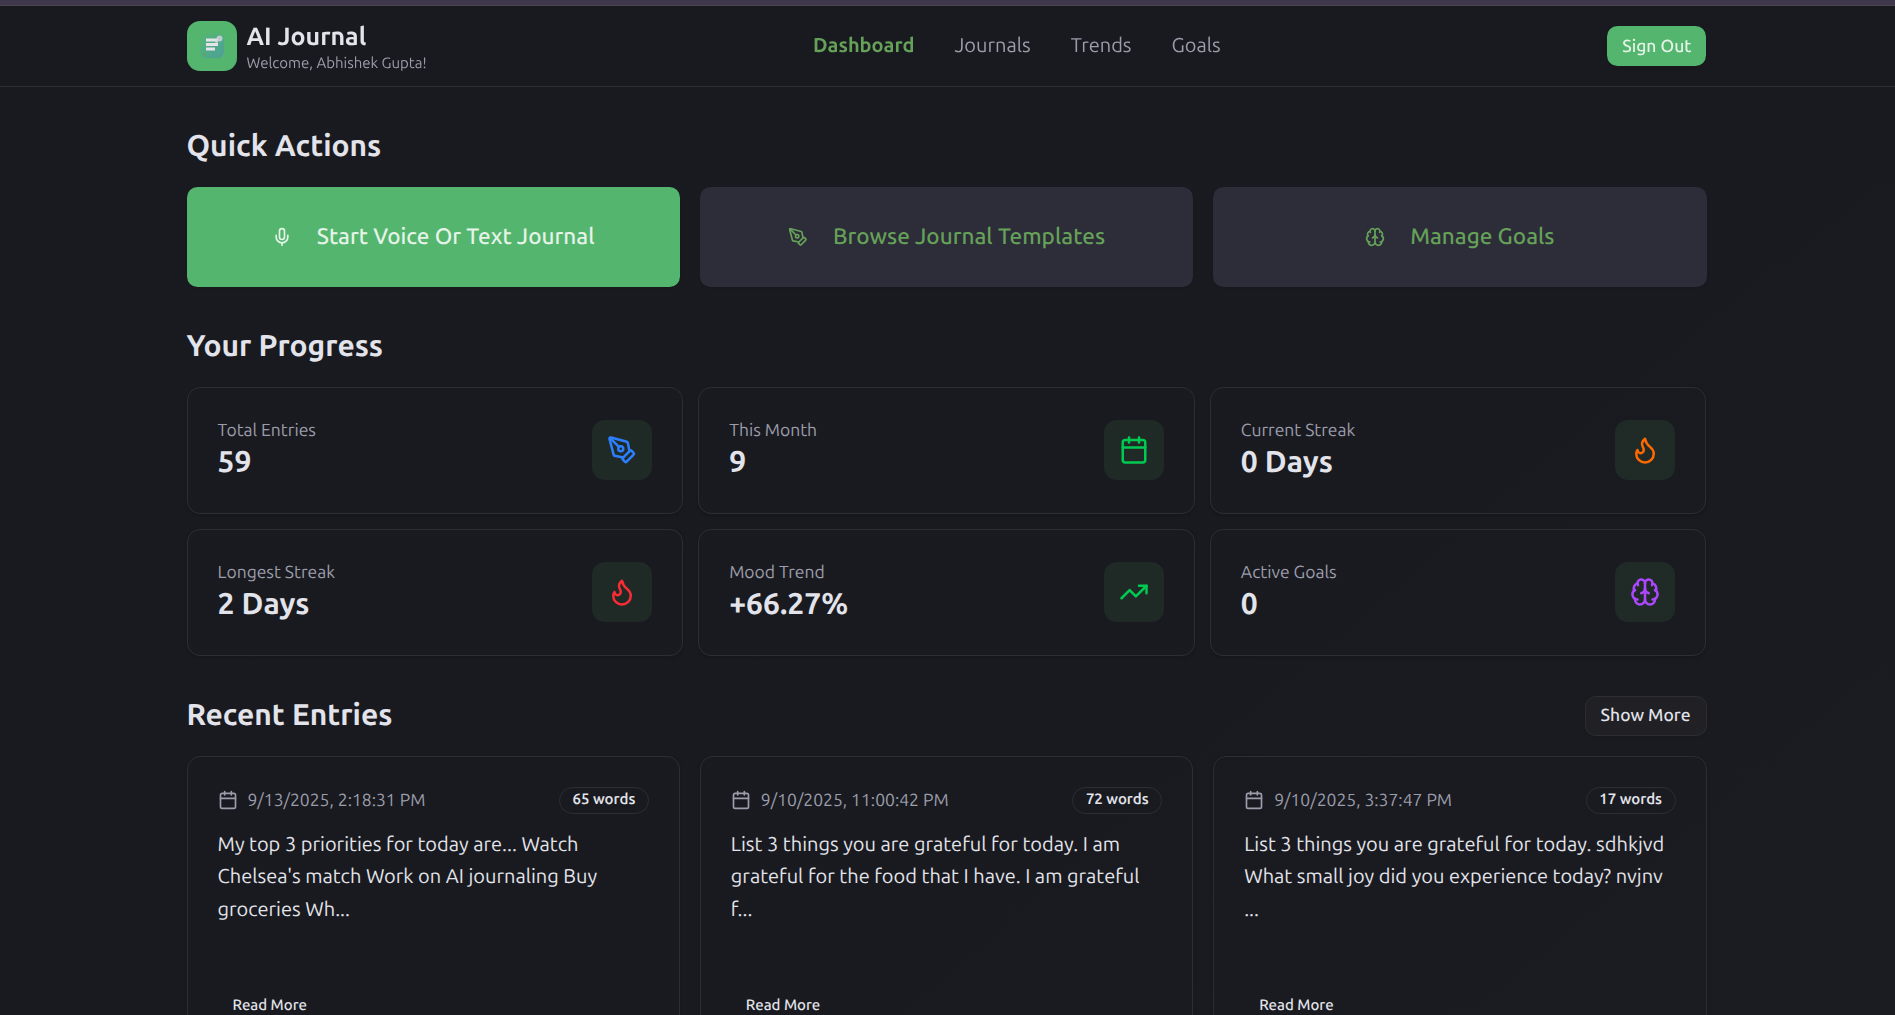 AI Journal
Welcome, Abhishek Gupta!
Dashboard
Journals
Trends
Goals
Sign Out
Quick Actions
Start Voice Or Text Journal
Browse Journal Templates
Manage Goals
Your Progress
Total Entries
59
This Month
9
Current Streak
0 Days
Longest Streak
2 Days
Mood Trend
+66.27%
Active Goals
0
Recent Entries
Show More
9/13/2025, 2:18:31 PM
65 words
My top 3 priorities for today are... Watch
Chelsea's match Work on AI journaling Buy
groceries Wh...
Read More
9/10/2025, 11:00:42 PM
72 words
List 3 things you are grateful for today. I am
grateful for the food that I have. I am grateful
f...
Read More
9/10/2025, 3:37:47 PM
17 words
List 3 things you are grateful for today. sdhkjvd
What small joy did you experience today? nvjnv
...
Read More